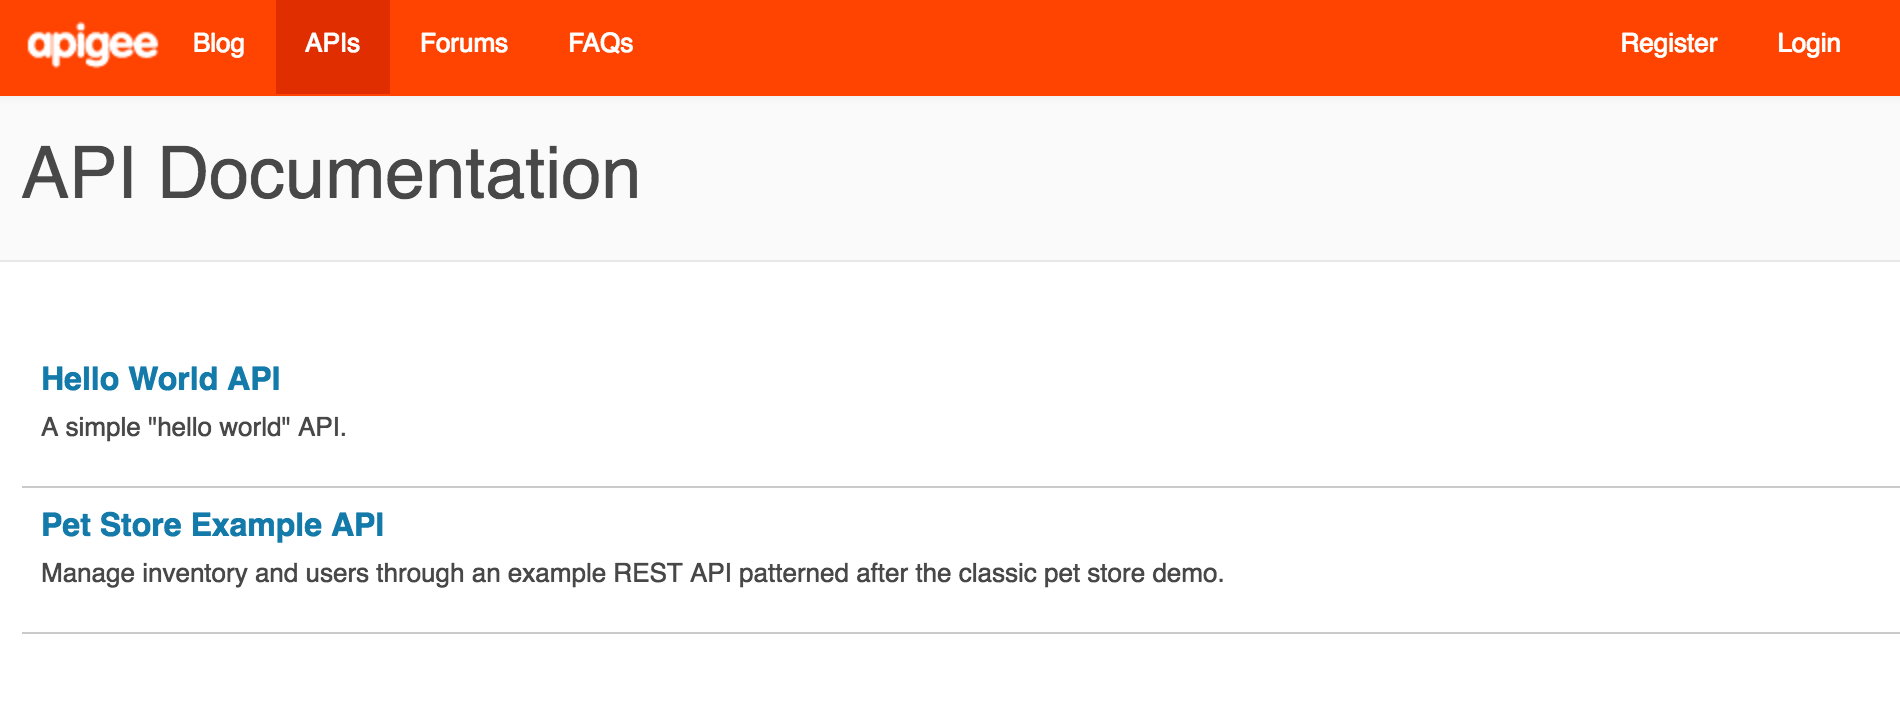 apigee Blog APIs Forums FAQs Register Login
API Documentation
Hello World API
A simple "hello world" API.
Pet Store Example API
Manage inventory and users through an example REST API patterned after the classic pet store demo.